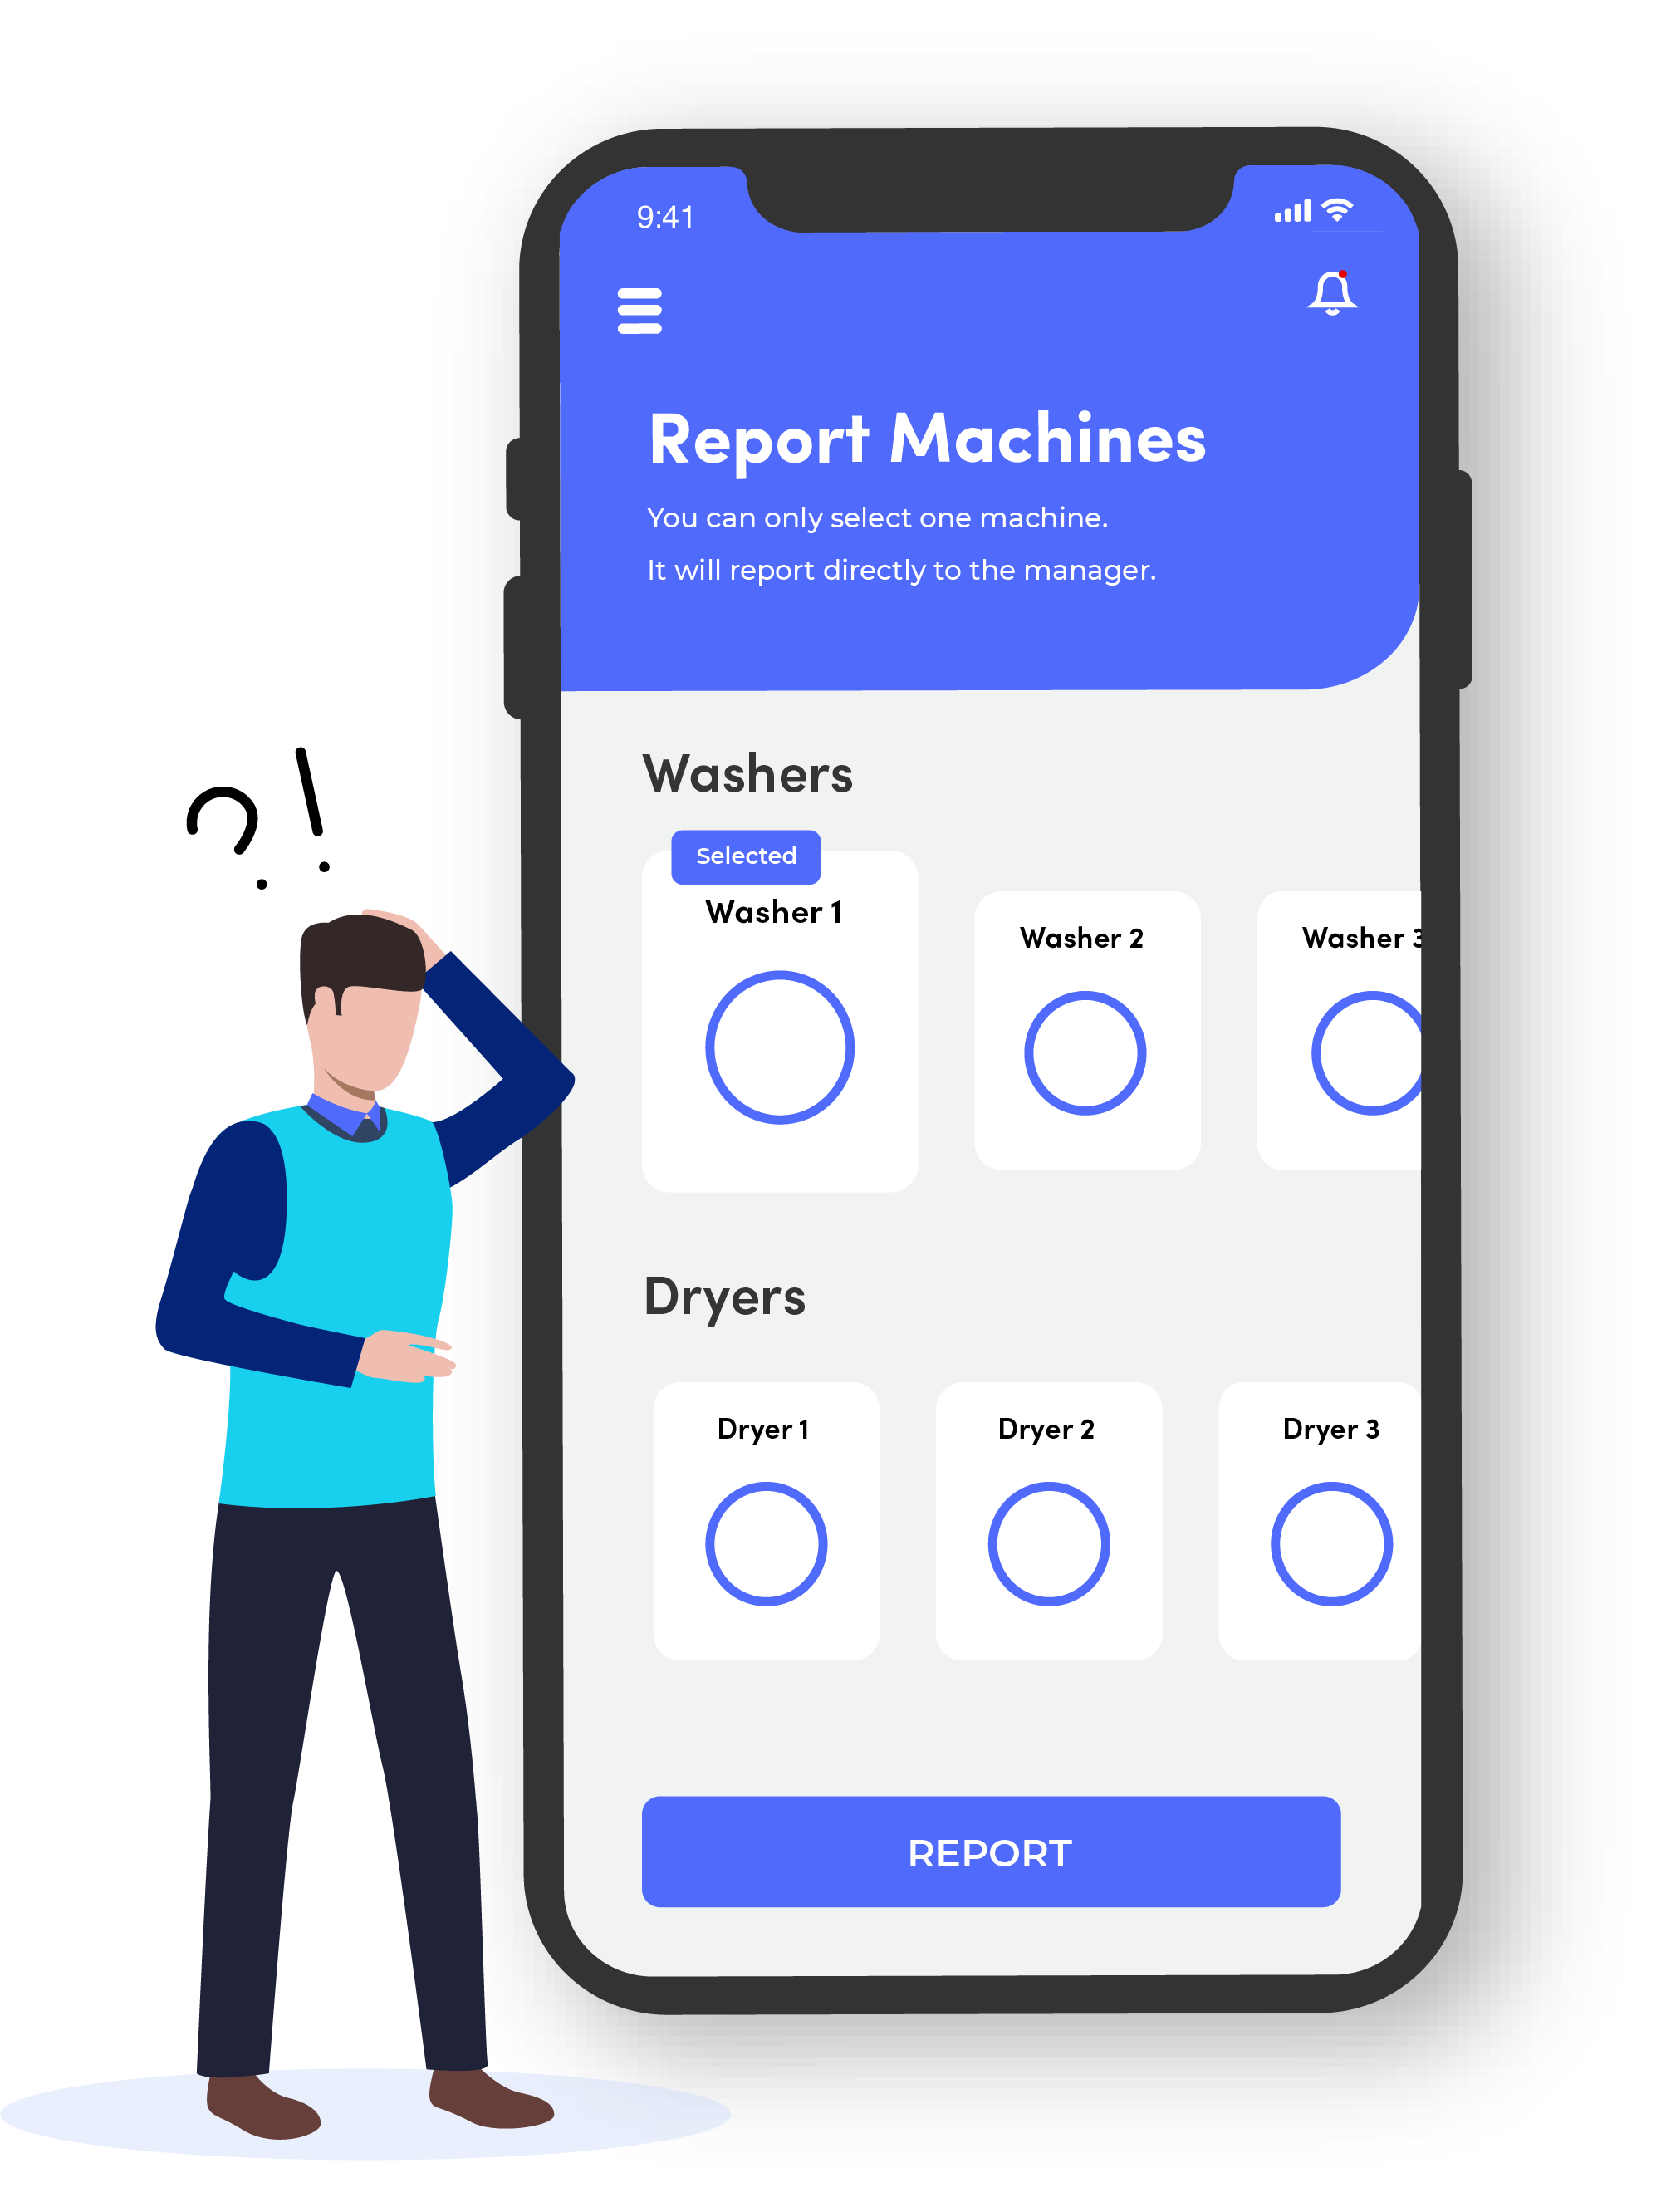 9:41
Report Machines
You can only select one machine.
It will report directly to the manager.
?!
Washers
Selected
Washer 1
Washer 2
Washer 3
Dryers
Dryer 1
Dryer 2
Dryer 3
REPORT